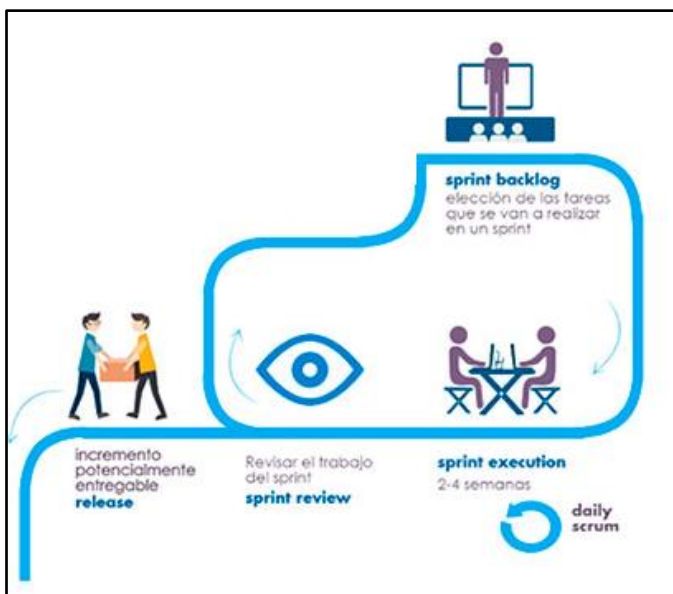 sprint backlog
elección de las tareas
que se van a realizar
en un sprint
incremento
potencialmente
entregable
release
Revisar el trabajo
del sprint
sprint review
sprint execution
2-4 semanas
daily
scrum